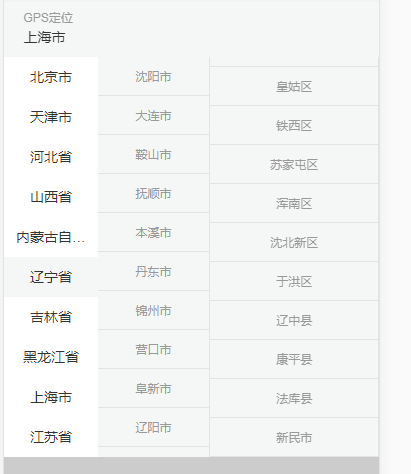 GPS定位
上海市
北京市
天津市
河北省
山西省
内蒙古自...
辽宁省
吉林省
黑龙江省
上海市
江苏省
沈阳市
大连市
鞍山市
抚顺市
本溪市
丹东市
锦州市
营口市
阜新市
辽阳市
皇姑区
铁西区
苏家屯区
浑南区
沈北新区
于洪区
辽中县
康平县
法库县
新民市